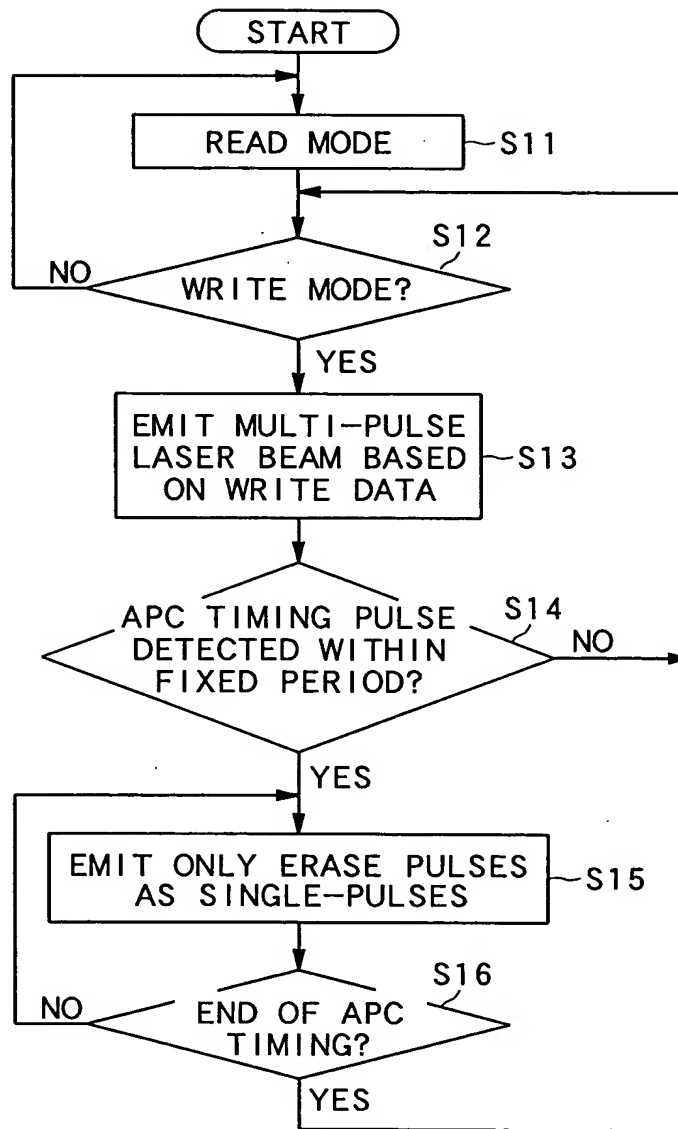 START
READ MODE
S11
S12
NO
WRITE MODE?
YES
EMIT MULTI-PULSE
LASER BEAM BASED
ON WRITE DATA
S13
APC TIMING PULSE
DETECTED WITHIN
FIXED PERIOD?
S14
NO
YES
EMIT ONLY ERASE PULSES
AS SINGLE-PULSES
S15
S16
NO
END OF APC
TIMING?
YES